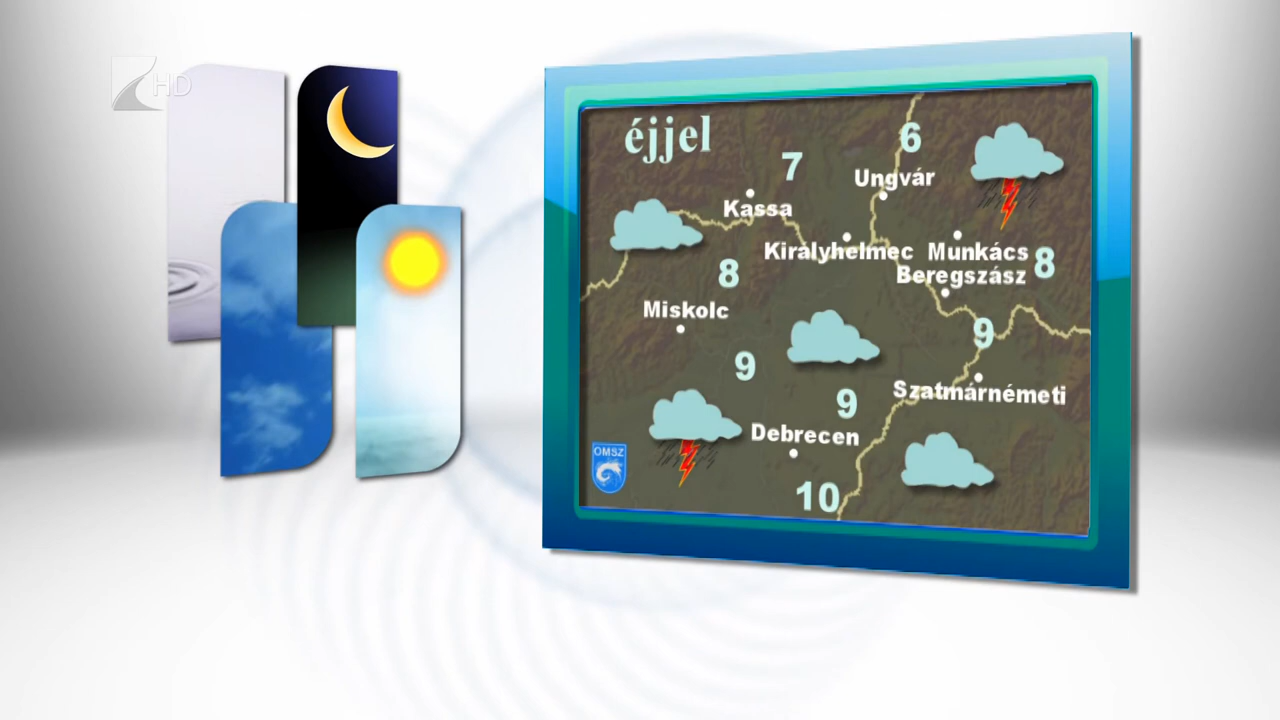 HD
éjjel
6
7
Ungvár
Kassa
Királyhelmec
Munkács
8
Beregszász
8
Miskolc
9
9
Szatmárnémeti
9
Debrecen
OMSZ
10